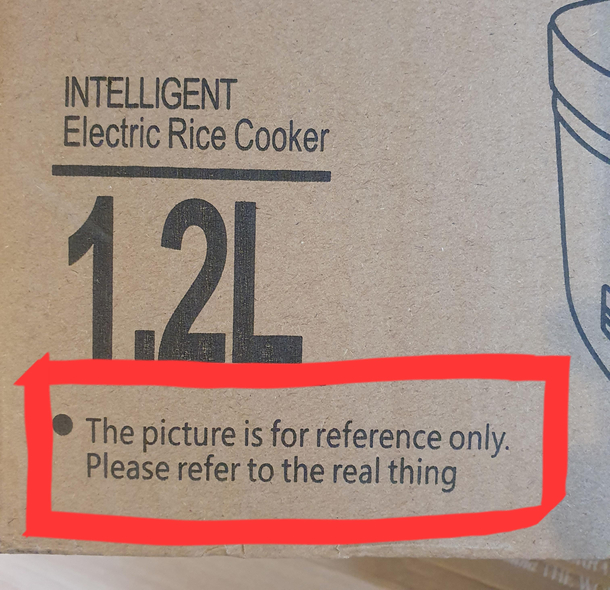 INTELLIGENT
Electric Rice Cooker
1.2L
The picture is for reference only.
Please refer to the real thing